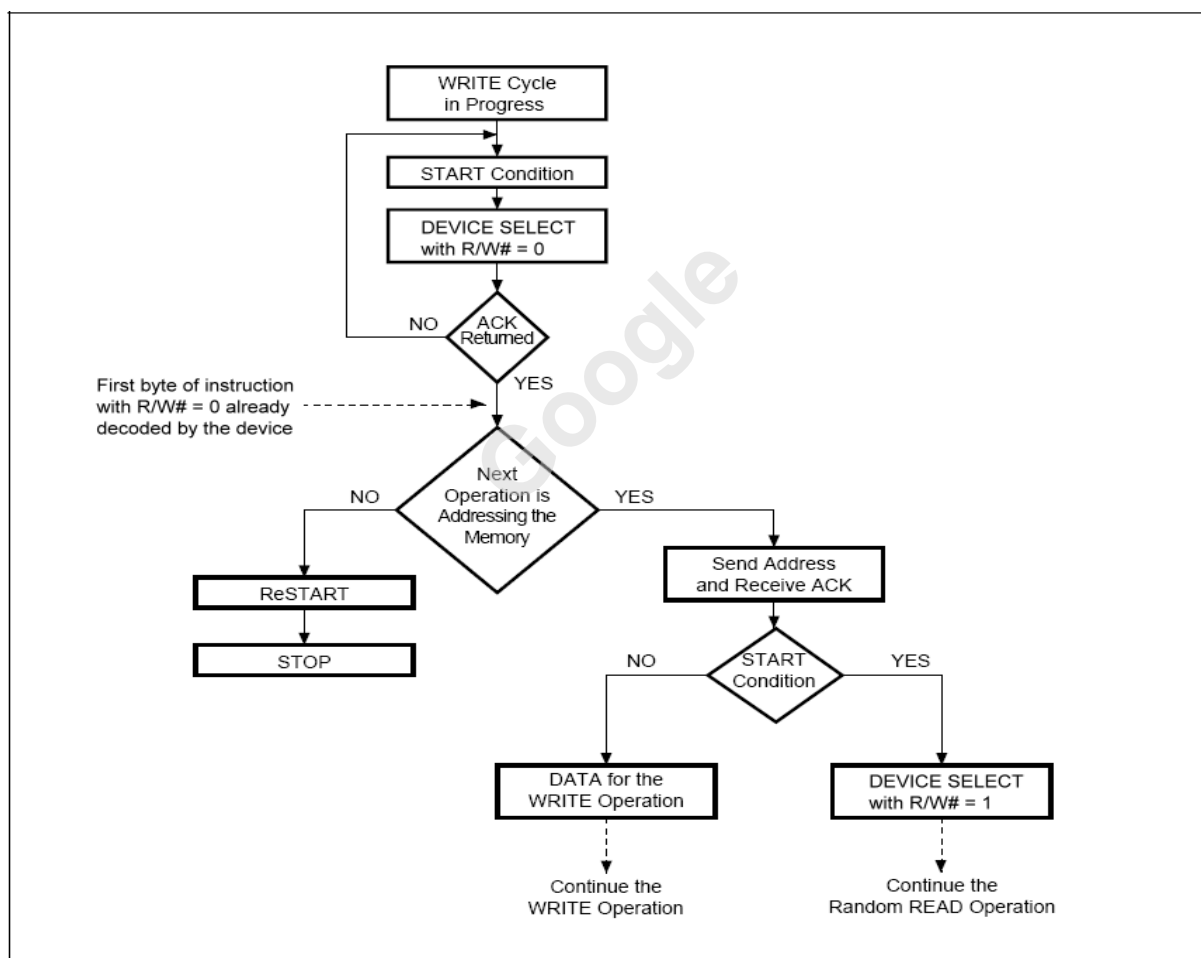 WRITE Cycle
in Progress
START Condition
DEVICE SELECT
with R/W# = 0
NO
ACK
Returned
YES
First byte of instruction
with R/W# = 0 already
decoded by the device
Next
Operation is
Addressing the
Memory
NO
YES
ReSTART
STOP
Send Address
and Receive ACK
NO
START
Condition
YES
DATA for the
WRITE Operation
DEVICE SELECT
with R/W# = 1
Continue the
WRITE Operation
Continue the
Random READ Operation
Google